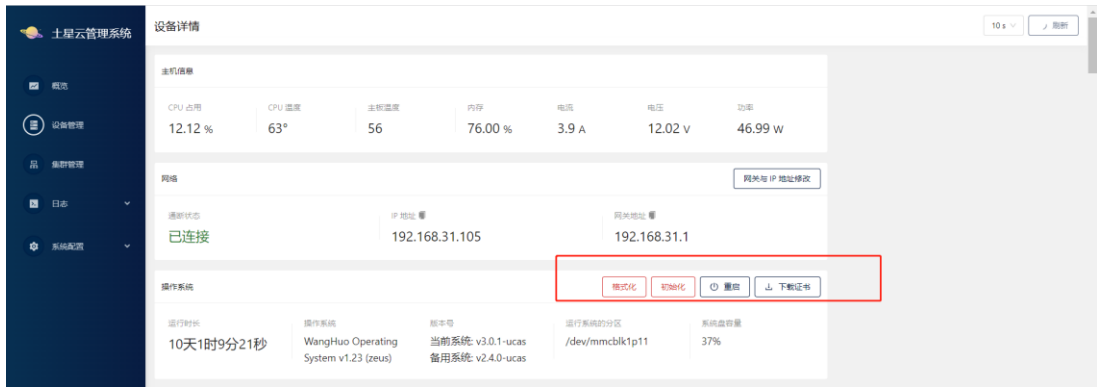 土星云管理系统
设备详情
10 s
刷新
概览
设备管理
集群管理
日志
系统配置
主机信息
CPU 占用
CPU 温度
主板温度
内存
电流
电压
功率
12.12 %
63°
56
76.00 %
3.9 A
12.02 V
46.99 W
网络
网关与 IP 地址修改
通断状态
IP 地址
网关地址
已连接
192.168.31.105
192.168.31.1
操作系统
格式化
初始化
重启
下载证书
运行时长
操作系统
版本号
运行系统的分区
系统盘容量
10天1时9分21秒
WangHuo Operating
System v1.23 (zeus)
当前系统: v3.0.1-ucas
备用系统: v2.4.0-ucas
/dev/mmcblk1p11
37%